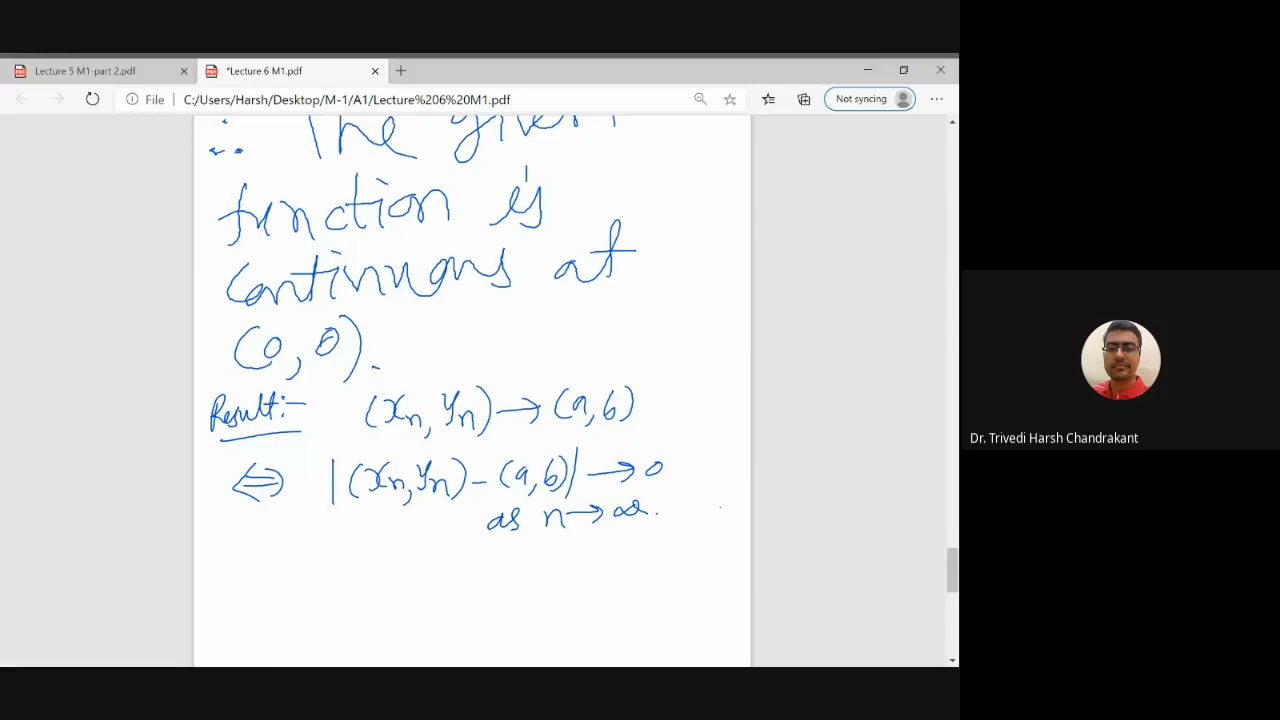 Lecture 5 M1-part 2.pdf
*Lecture 6 M1.pdf
File | C:/Users/Harsh/Desktop/M-1/A1/Lecture%206%20M1.pdf
Not syncing
∴ The given
function is
continuous at
(0, 0).
Result:- (xn, yn) → (a, b)
⇔ |(xn, yn) - (a, b)| → 0
as n → ∞.
Dr. Trivedi Harsh Chandrakant